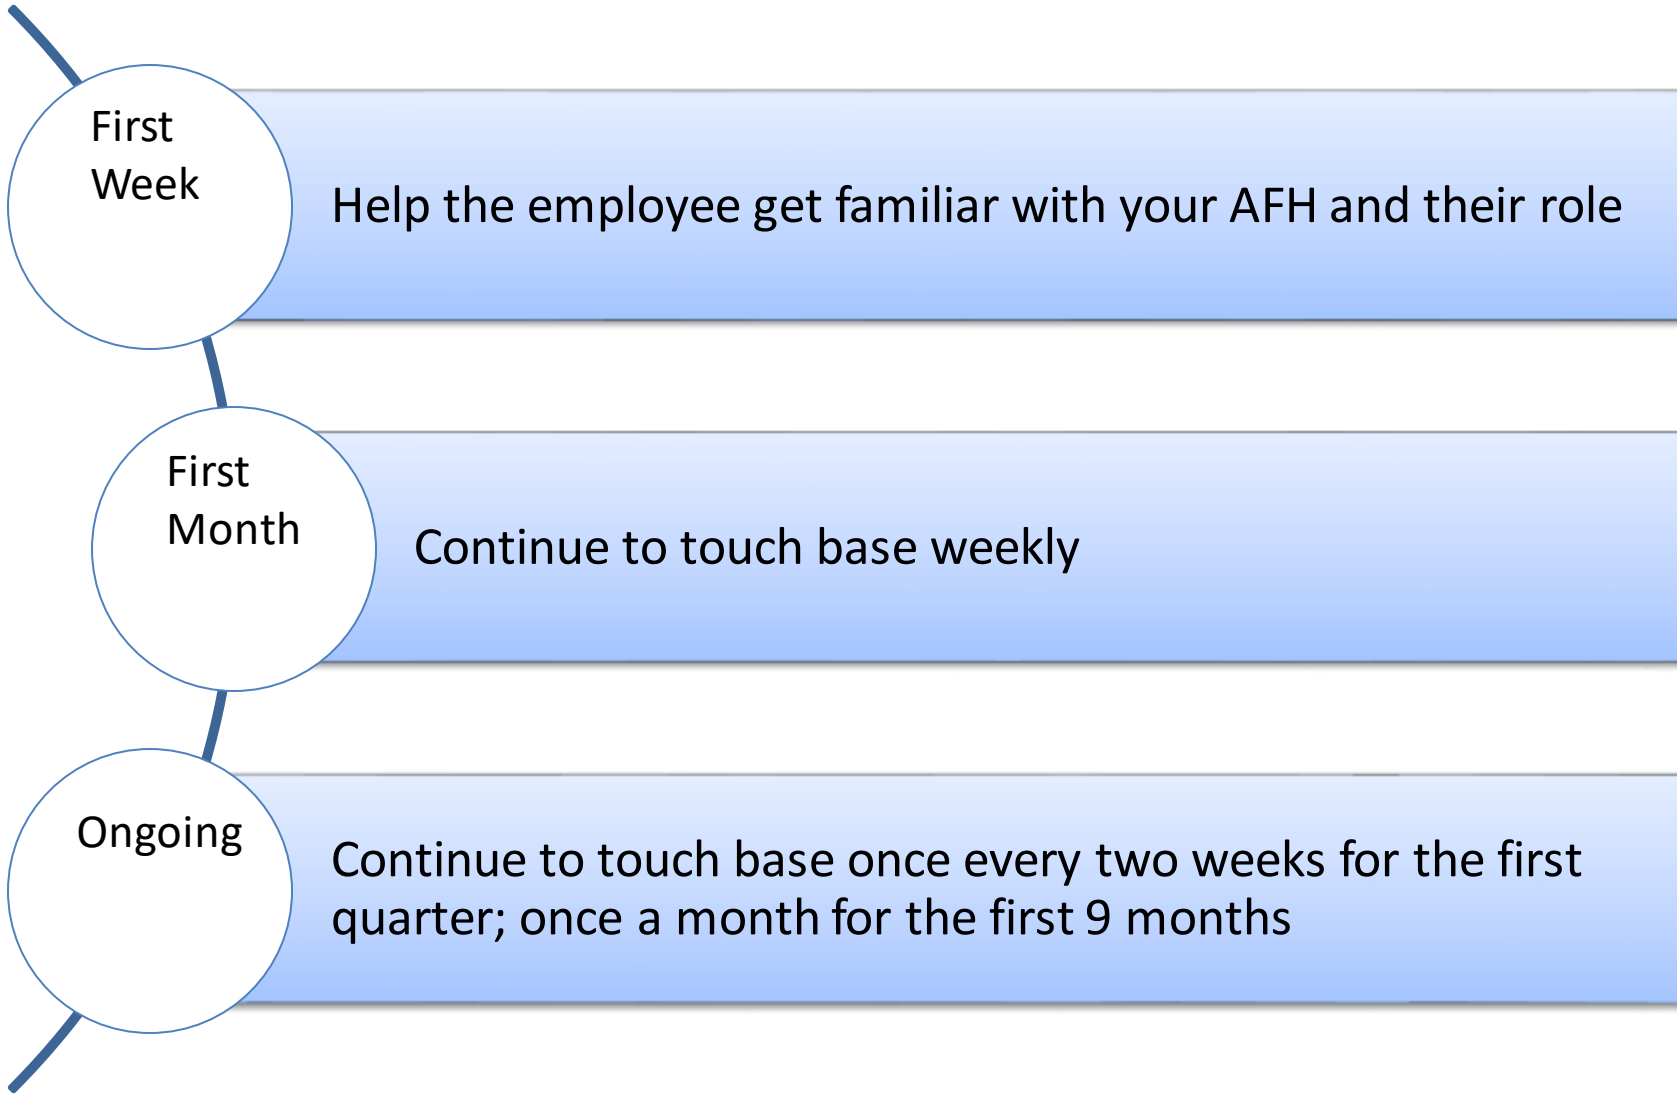 First
Week
Help the employee get familiar with your AFH and their role
First
Month
Continue to touch base weekly
Ongoing
Continue to touch base once every two weeks for the first
quarter; once a month for the first 9 months